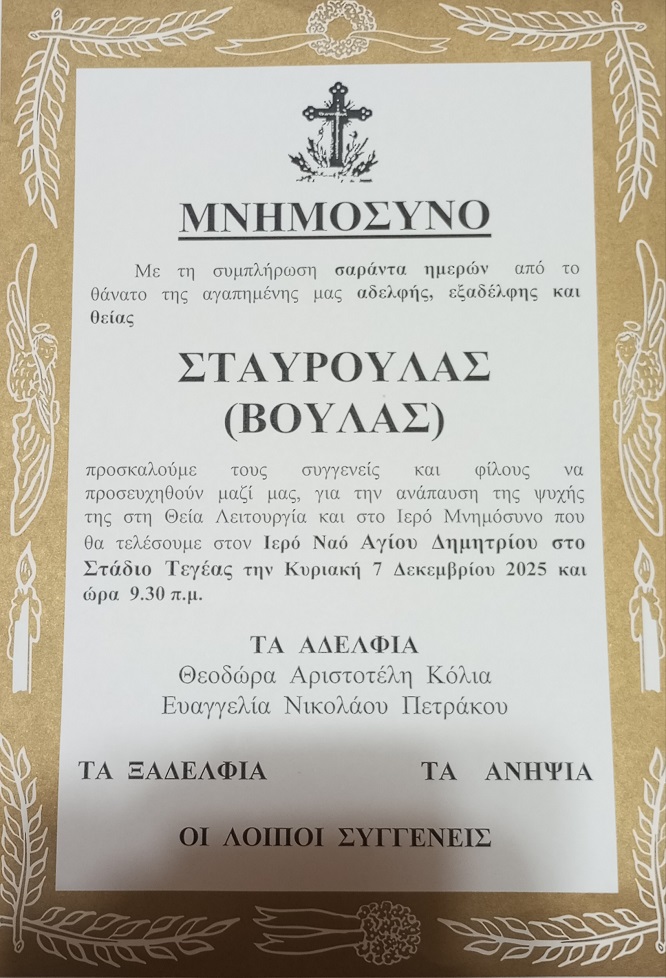 ΜΝΗΜΟΣΥΝΟ
Με τη συμπλήρωση σαράντα ημερών από το
θάνατο της αγαπημένης μας αδελφής, εξαδέλφης και
θείας
ΣΤΑΥΡΟΥΛΑΣ
(ΒΟΥΛΑΣ)
προσκαλούμε τους συγγενείς και φίλους να
προσευχηθούν μαζί μας, για την ανάπαυση της ψυχής
της στη Θεία Λειτουργία και στο Ιερό Μνημόσυνο που
θα τελέσουμε στον Ιερό Ναό Αγίου Δημητρίου στο
Στάδιο Τεγέας την Κυριακή 7 Δεκεμβρίου 2025 και
ώρα 9.30 π.μ.
ΤΑ ΑΔΕΛΦΙΑ
Θεοδώρα Αριστοτέλη Κόλια
Ευαγγελία Νικολάου Πετράκου
ΤΑ ΞΑΔΕΛΦΙΑ ΤΑ ΑΝΗΨΙΑ
ΟΙ ΛΟΙΠΟΙ ΣΥΓΓΕΝΕΙΣ